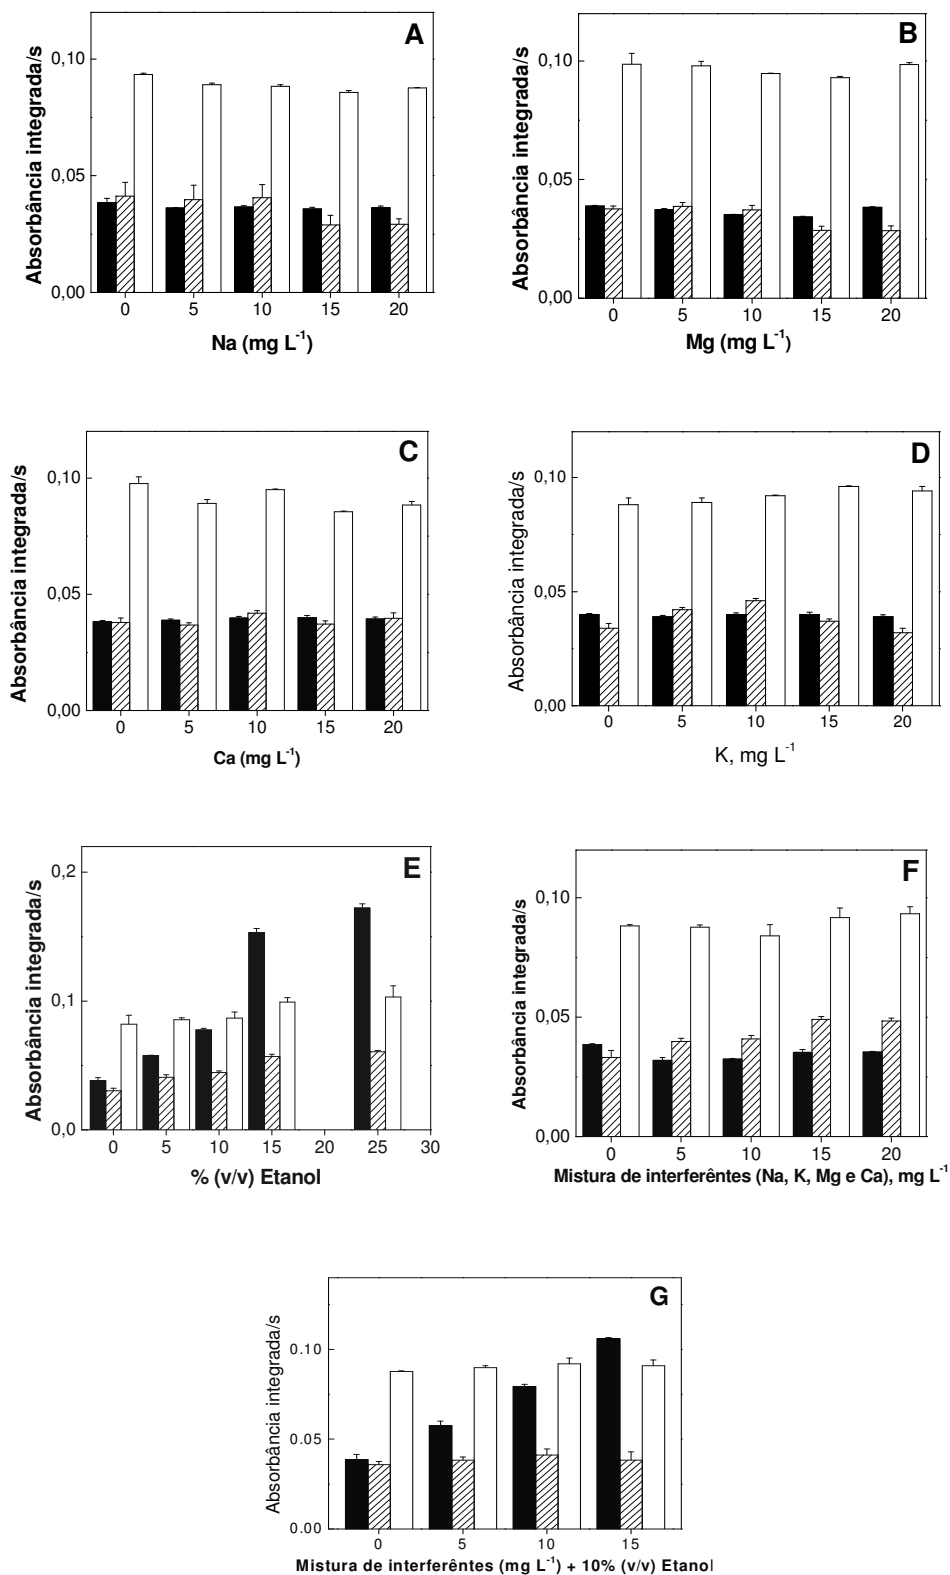 A
Absorbância integrada/s
0,10
0,05
0,00
0 5 10 15 20
Na (mg L⁻¹)
B
Absorbância integrada/s
0,10
0,05
0,00
0 5 10 15 20
Mg (mg L⁻¹)
C
Absorbância integrada/s
0,10
0,05
0,00
0 5 10 15 20
Ca (mg L⁻¹)
D
Absorbância integrada/s
0,10
0,05
0,00
0 5 10 15 20
K, mg L⁻¹
E
Absorbância integrada/s
0,2
0,1
0,0
0 5 10 15 20 25 30
% (v/v) Etanol
F
Absorbância integrada/s
0,10
0,05
0,00
0 5 10 15 20
Mistura de interferêntes (Na, K, Mg e Ca), mg L⁻¹
G
Absorbância integrada/s
0.10
0.05
0.00
0 5 10 15
Mistura de interferêntes (mg L⁻¹) + 10% (v/v) Etanol